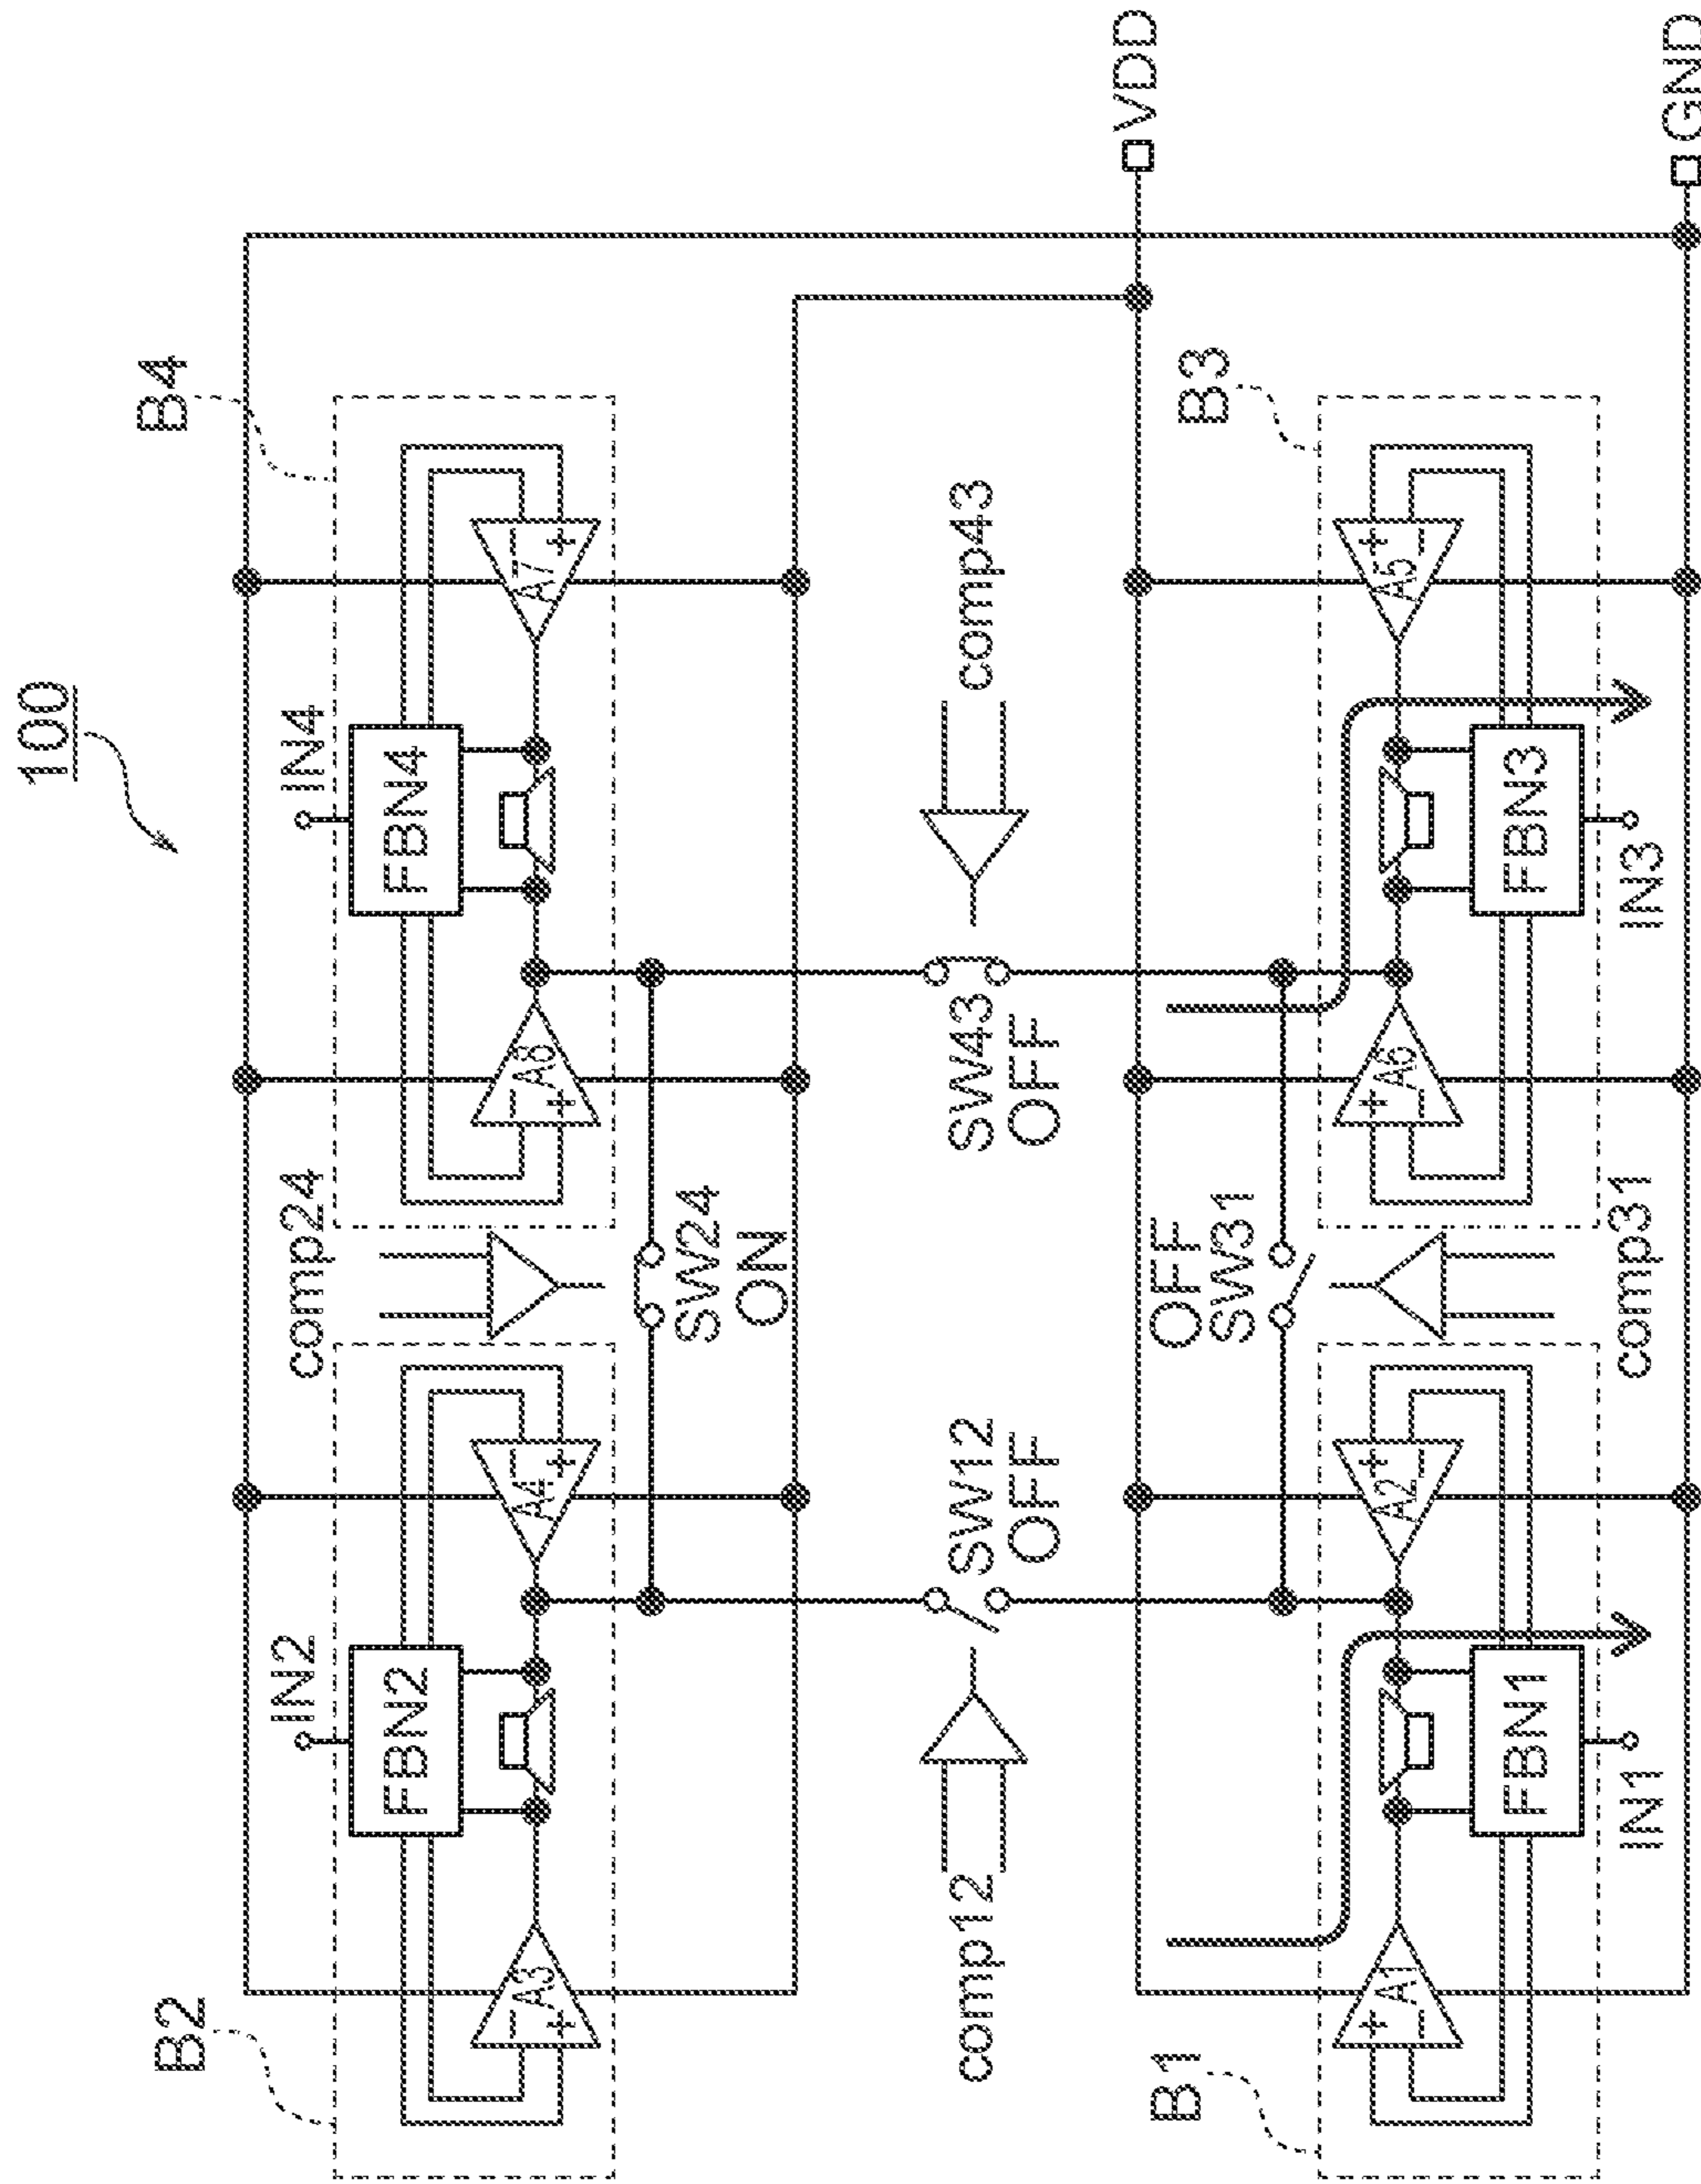 100
B2
IN2
FBN2
- A3 +
- A4 +
comp24
SW24
ON
B4
IN4
FBN4
- A8 +
- A7 +
comp12
SW12
OFF
SW43
OFF
comp43
VDD
B1
+ A1 -
+ A2 -
FBN1
IN1
OFF
SW31
comp31
B3
+ A6 -
+ A5 -
FBN3
IN3
GND